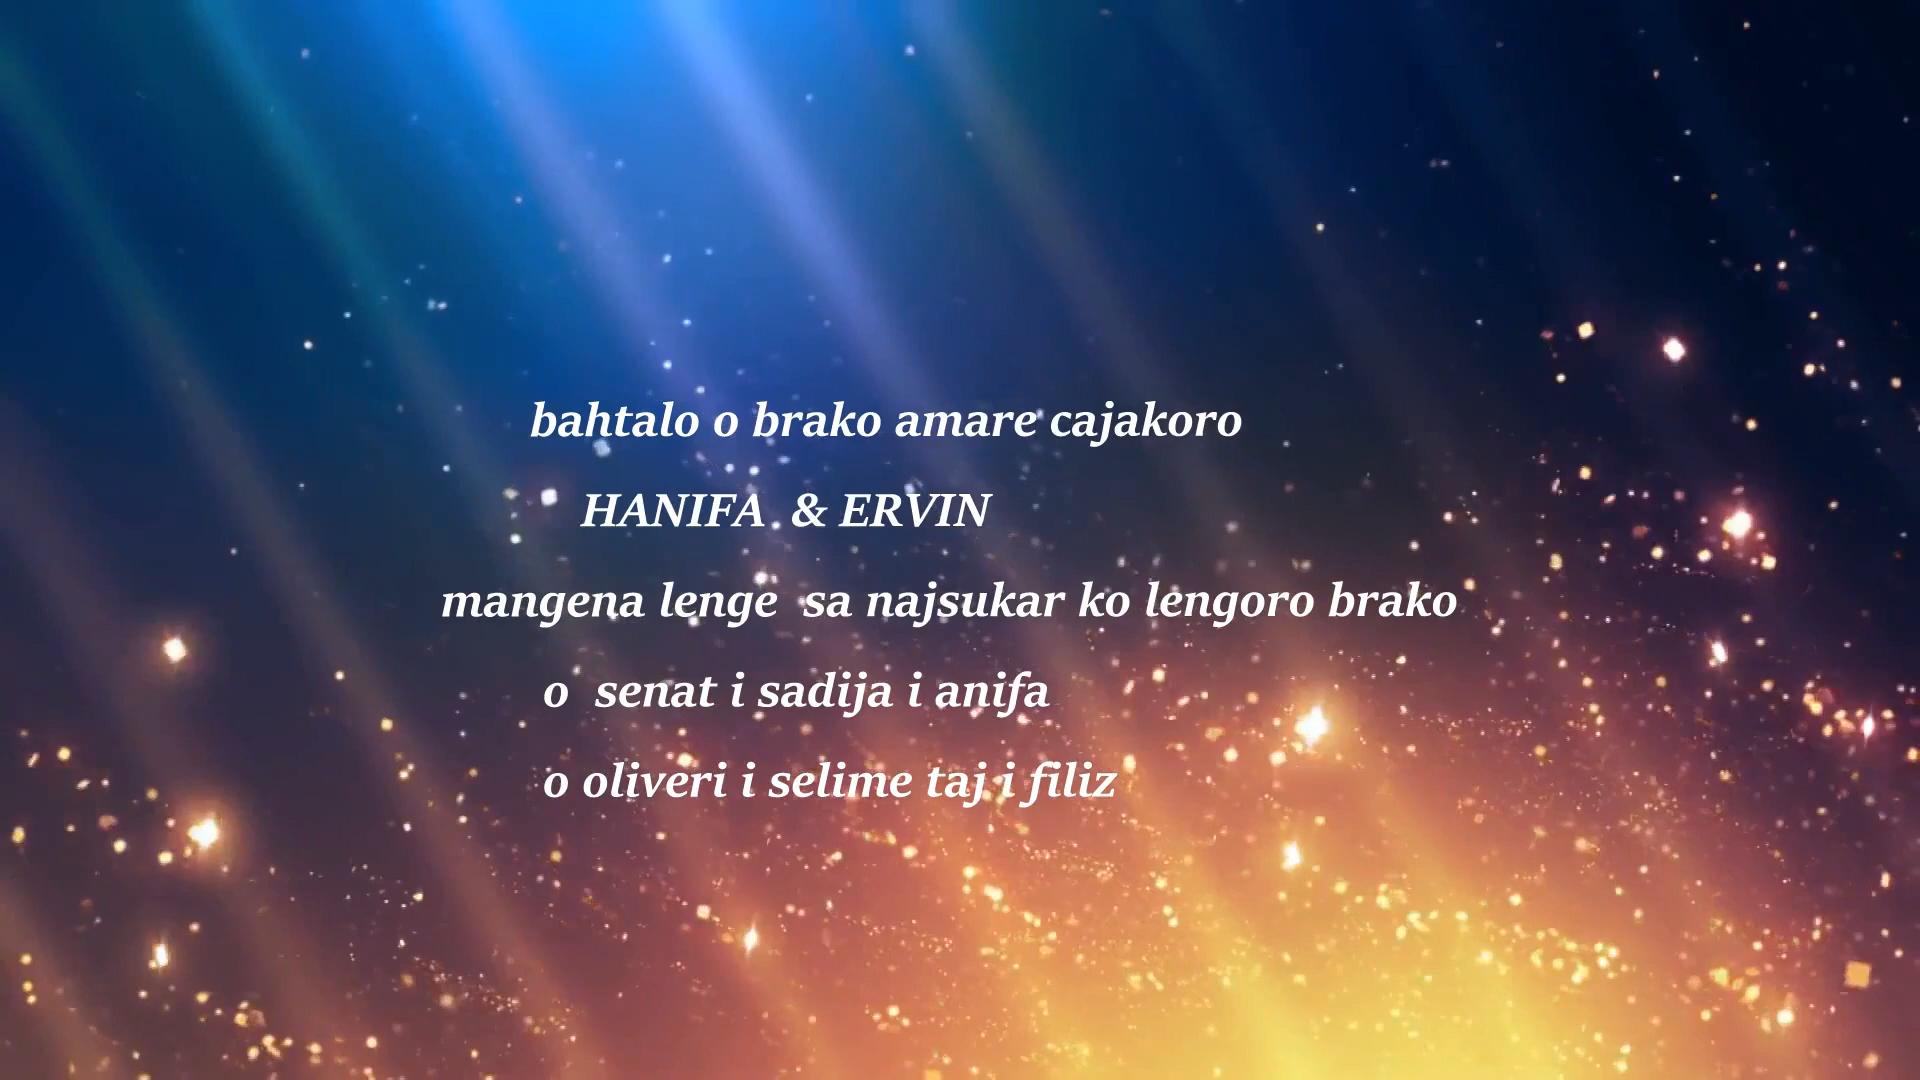 bahtalo o brako amare cajakoro
HANIFA & ERVIN
mangena lenge sa najsukar ko lengoro brako
o senat i sadija i anifa
o oliveri i selime taj i filiz